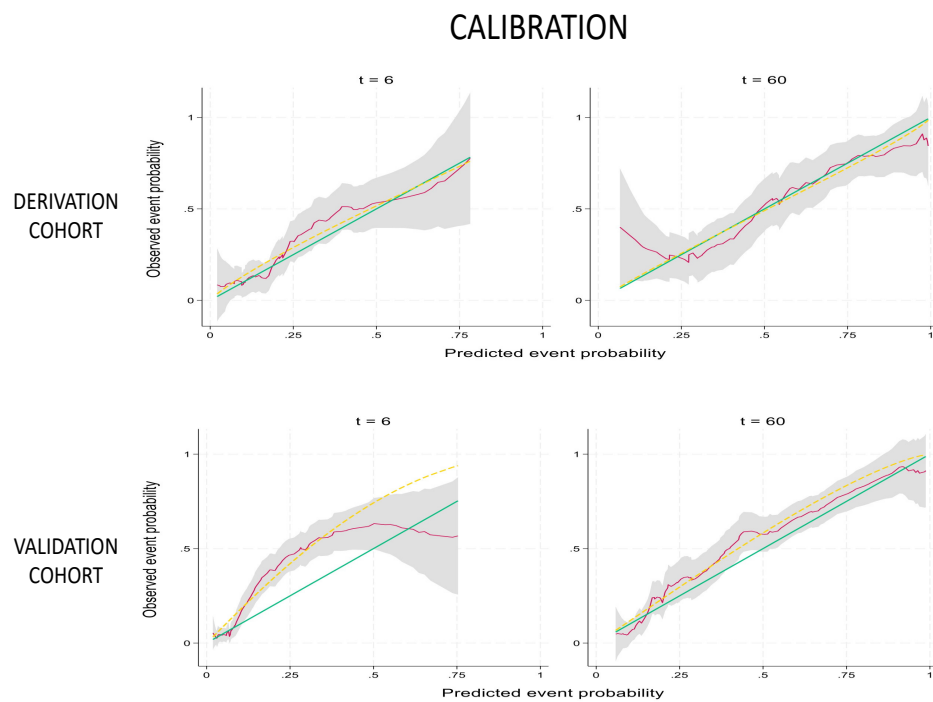 CALIBRATION
DERIVATION
COHORT
t = 6
Observed event probability
1
.5
0
0 .25 .5 .75 1
t = 60
1
.5
0
0 .25 .5 .75 1
Predicted event probability
VALIDATION
COHORT
t = 6
Observed event probability
1
.5
0
0 .25 .5 .75 1
t = 60
1
.5
0
0 .25 .5 .75 1
Predicted event probability